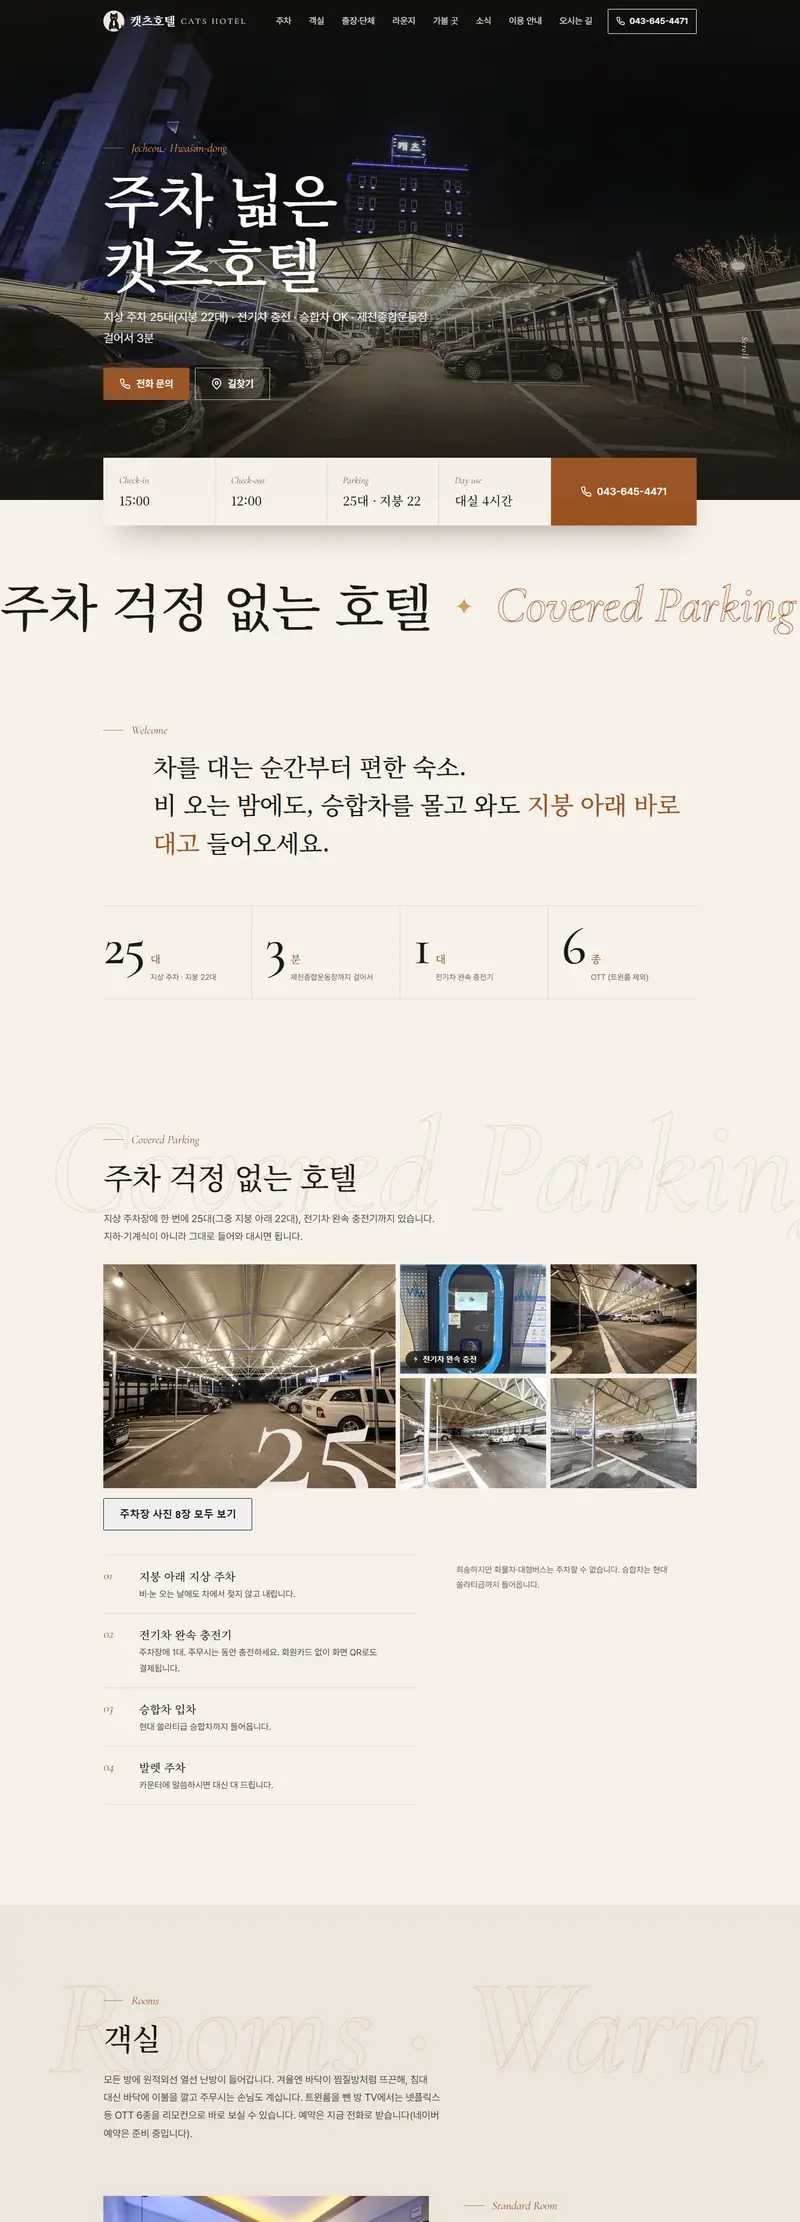 캣츠호텔 CATS HOTEL
주차 객실 출장·단체 라운지 가볼 곳 소식 이용 안내 오시는 길 043-645-4471
Jecheon · Hwasan-dong
캐츠
주차 넓은
캣츠호텔
지상 주차 25대(지붕 22대) · 전기차 충전 · 승합차 OK · 제천종합운동장
걸어서 3분
전화 문의 길찾기
Scroll
Check-in Check-out Parking Day use
15:00 12:00 25대 · 지붕 22 대실 4시간
043-645-4471
주차 걱정 없는 호텔 ✦ Covered Parking
Welcome
차를 대는 순간부터 편한 숙소.
비 오는 밤에도, 승합차를 몰고 와도 지붕 아래 바로
대고 들어오세요.
25 대 3 분 1 대 6 종
지상 주차 · 지붕 22대 제천종합운동장까지 걸어서 전기차 완속 충전기 OTT (트윈룸 제외)
Covered Parking
Covered Parking
주차 걱정 없는 호텔
지상 주차장에 한 번에 25대(그중 지붕 아래 22대), 전기차 완속 충전기까지 있습니다.
지하·기계식이 아니라 그대로 들어와 대시면 됩니다.
전기차 완속 충전
25
주차장 사진 8장 모두 보기
01 지붕 아래 지상 주차
비·눈 오는 날에도 차에서 젖지 않고 내립니다.
죄송하지만 화물차·대형버스는 주차할 수 없습니다. 승합차는 현대
쏠라티급까지 들어옵니다.
02 전기차 완속 충전기
주차장에 1대. 주무시는 동안 충전하세요. 회원카드 없이 화면 QR로도
결제됩니다.
03 승합차 입차
현대 쏠라티급 승합차까지 들어옵니다.
04 발렛 주차
카운터에 말씀하시면 대신 대 드립니다.
Rooms · Warm
Rooms
객실
모든 방에 원적외선 열선 난방이 들어갑니다. 겨울엔 바닥이 찜질방처럼 뜨끈해, 침대
대신 바닥에 이불을 깔고 주무시는 손님도 계십니다. 트윈룸을 뺀 방 TV에서는 넷플릭스
등 OTT 6종을 리모컨으로 바로 보실 수 있습니다. 예약은 지금 전화로 받습니다(네이버
예약은 준비 중입니다).
Standard Room